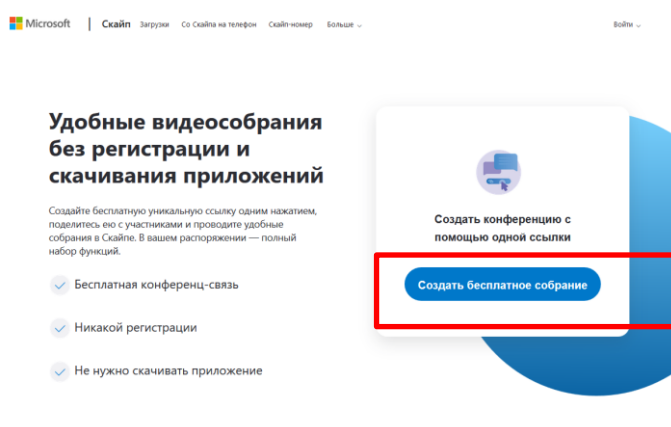 Microsoft | Скайп Загрузки Со Скайпа на телефон Скайп-номер Больше Войти
Удобные видеособрания
без регистрации и
скачивания приложений
Создайте бесплатную уникальную ссылку одним нажатием,
поделитесь ею с участниками и проводите удобные
собрания в Скайпе. В вашем распоряжении — полный
набор функций.
Бесплатная конференц-связь
Никакой регистрации
Не нужно скачивать приложение
Создать конференцию с
помощью одной ссылки
Создать бесплатное собрание